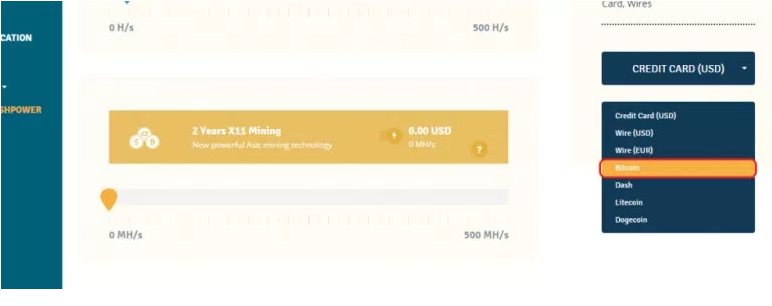 CATION
SHPOWER
0 H/s
500 H/s
2 Years X11 Mining
New powerful Asic mining technology
0.00 USD
0 MH/s
?
0 MH/s
500 MH/s
Card, Wires
CREDIT CARD (USD)
Credit Card (USD)
Wire (USD)
Wire (EUR)
Bitcoin
Dash
Litecoin
Dogecoin